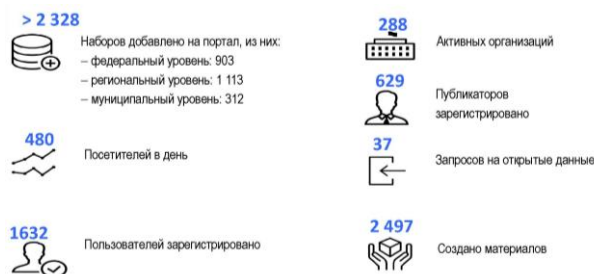 > 2 328
Наборов добавлено на портал, из них:
– федеральный уровень: 903
– региональный уровень: 1 113
– муниципальный уровень: 312
480
Посетителей в день
1632
Пользователей зарегистрировано
288
Активных организаций
629
Публикаторов
зарегистрировано
37
Запросов на открытые данные
2 497
Создано материалов